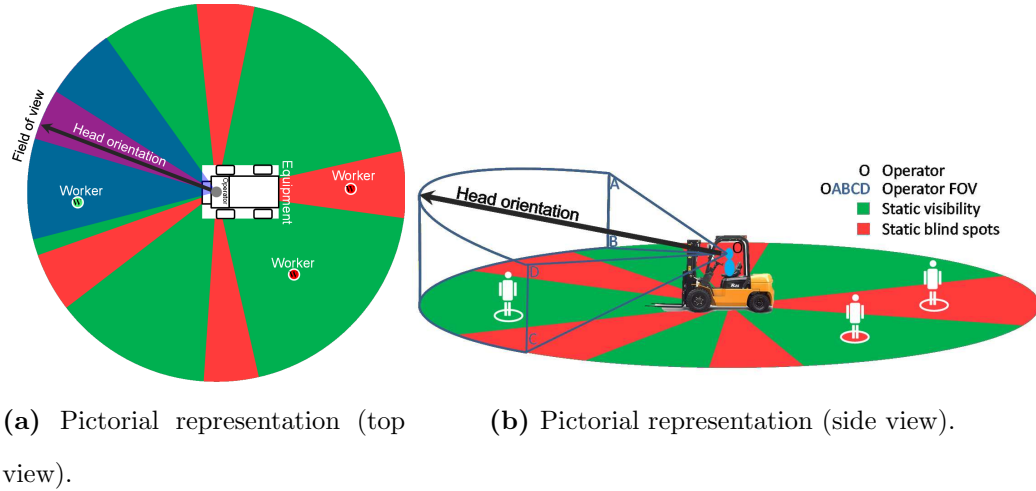 Field of view
Head orientation
Worker
W
Operator
Equipment
Worker
W
Worker
W
A
B
C
D
O
Head orientation
O Operator
OABCD Operator FOV
Static visibility
Static blind spots
(a) Pictorial representation (top
view).
(b) Pictorial representation (side view).